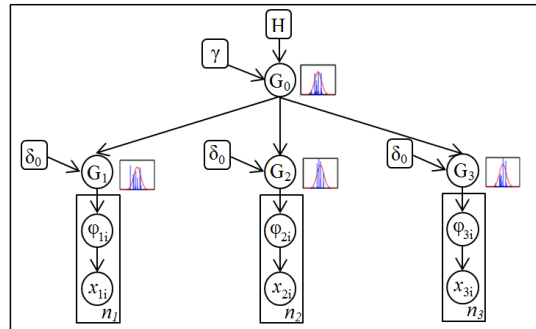 H
γ
G₀
δ₀ G₁ δ₀ G₂ δ₀ G₃
φ₁ᵢ φ₂ᵢ φ₃ᵢ
x₁ᵢ x₂ᵢ x₃ᵢ
n₁ n₂ n₃